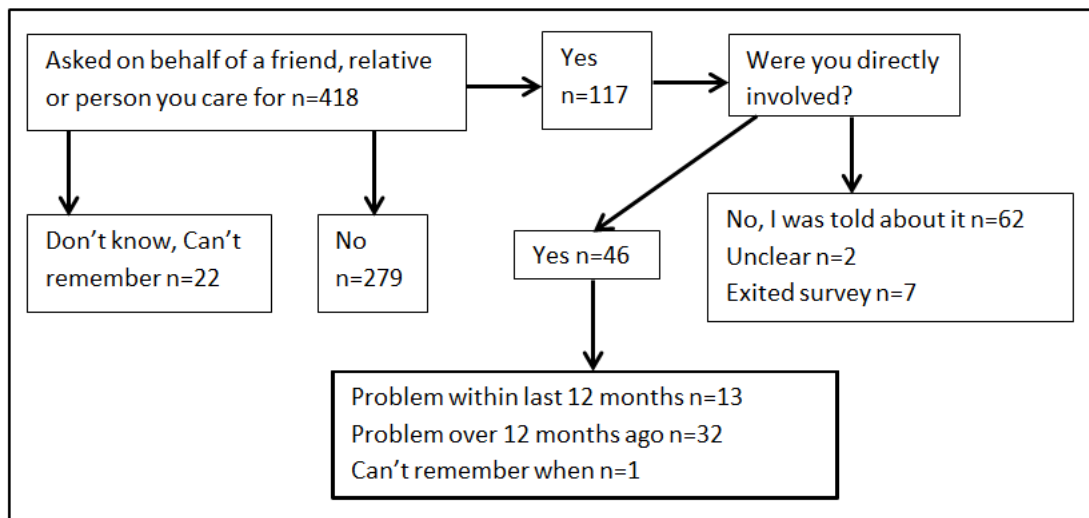 Asked on behalf of a friend, relative
or person you care for n=418
Yes
n=117
Were you directly
involved?
Don’t know, Can’t
remember n=22
No
n=279
Yes n=46
No, I was told about it n=62
Unclear n=2
Exited survey n=7
Problem within last 12 months n=13
Problem over 12 months ago n=32
Can’t remember when n=1